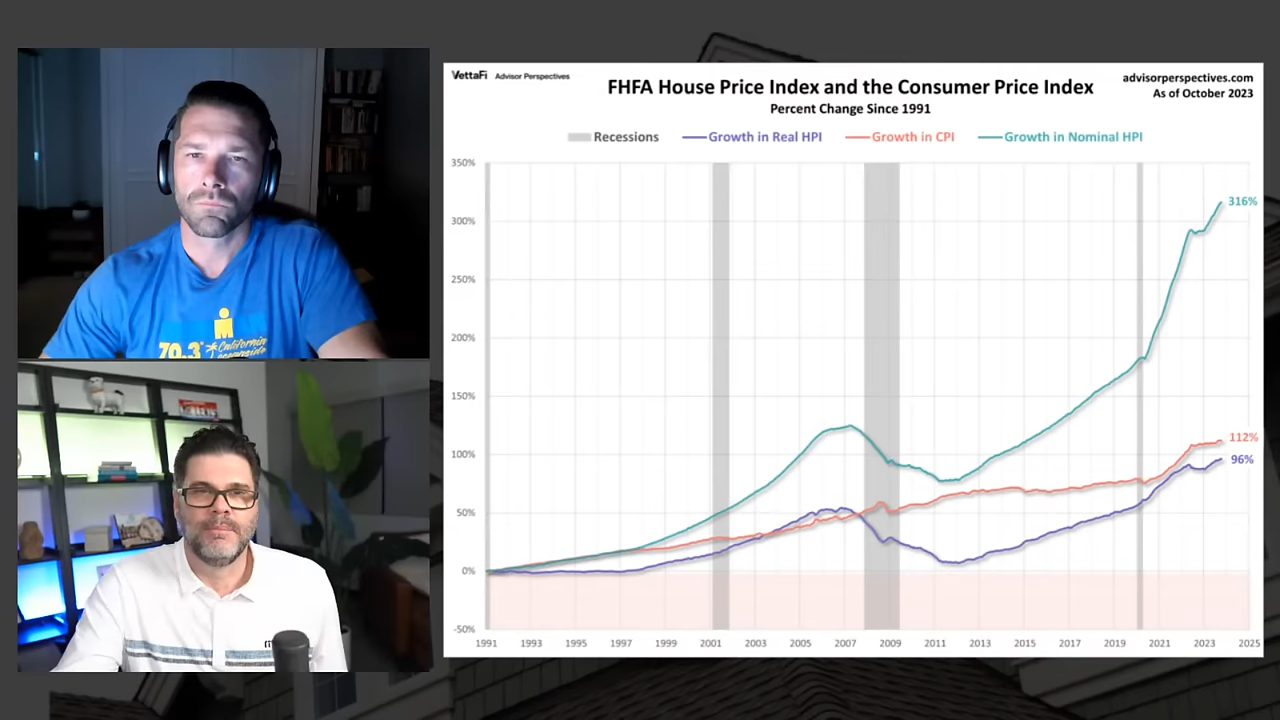 70.3
California
VettaFi Advisor Perspectives
FHFA House Price Index and the Consumer Price Index
Percent Change Since 1991
advisorperspectives.com
As of October 2023
Recessions
Growth in Real HPI
Growth in CPI
Growth in Nominal HPI
350%
300%
250%
200%
150%
100%
50%
0%
-50%
316%
112%
96%
1991 1993 1995 1997 1999 2001 2003 2005 2007 2009 2011 2013 2015 2017 2019 2021 2023 2025